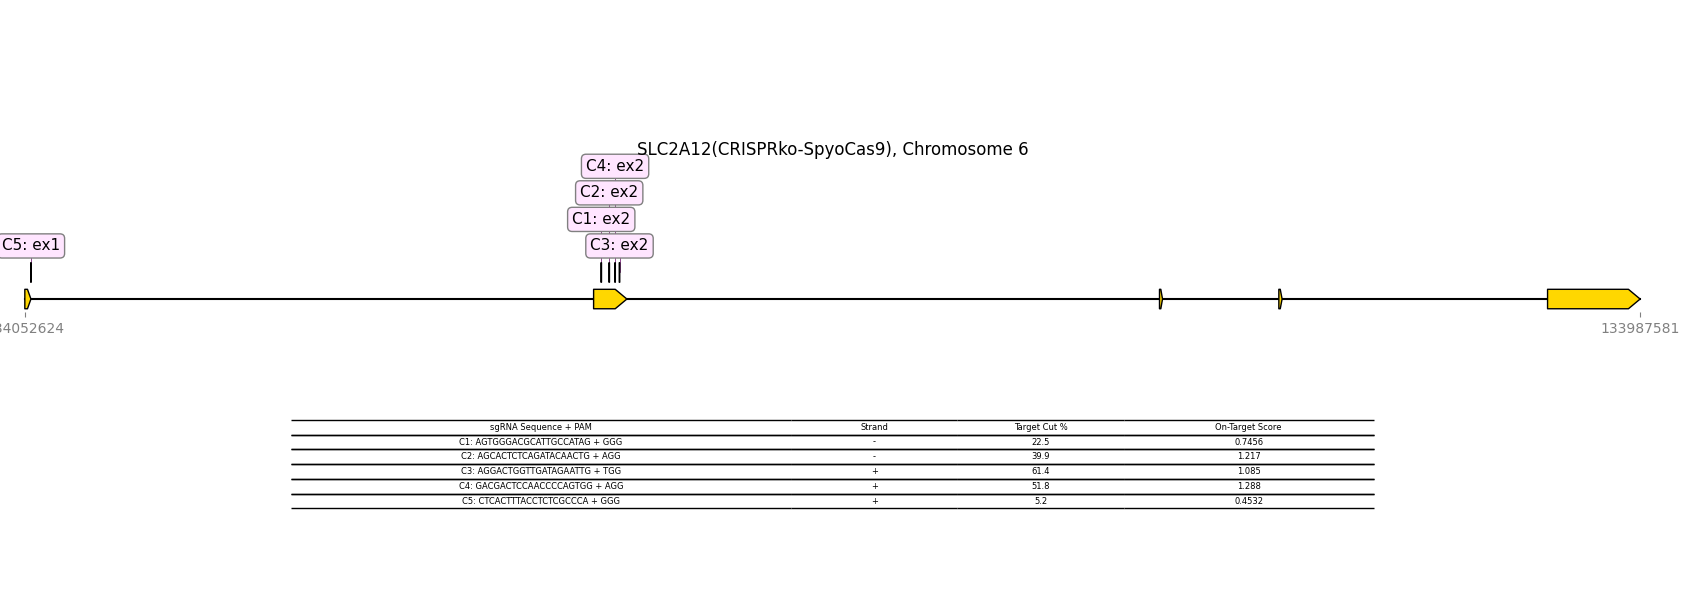 SLC2A12(CRISPRko-SpyoCas9), Chromosome 6
C4: ex2
C2: ex2
C1: ex2
C5: ex1
C3: ex2
34052624
133987581
sgRNA Sequence + PAM Strand Target Cut % On-Target Score
C1: AGTGGGACGCATTGCCATAG + GGG - 22.5 0.7456
C2: AGCACTCTCAGATACAACTG + AGG - 39.9 1.217
C3: AGGACTGGTTGATAGAATTG + TGG + 61.4 1.085
C4: GACGACTCCAACCCCAGTGG + AGG + 51.8 1.288
C5: CTCACTTTACCTCTCGCCCA + GGG + 5.2 0.4532